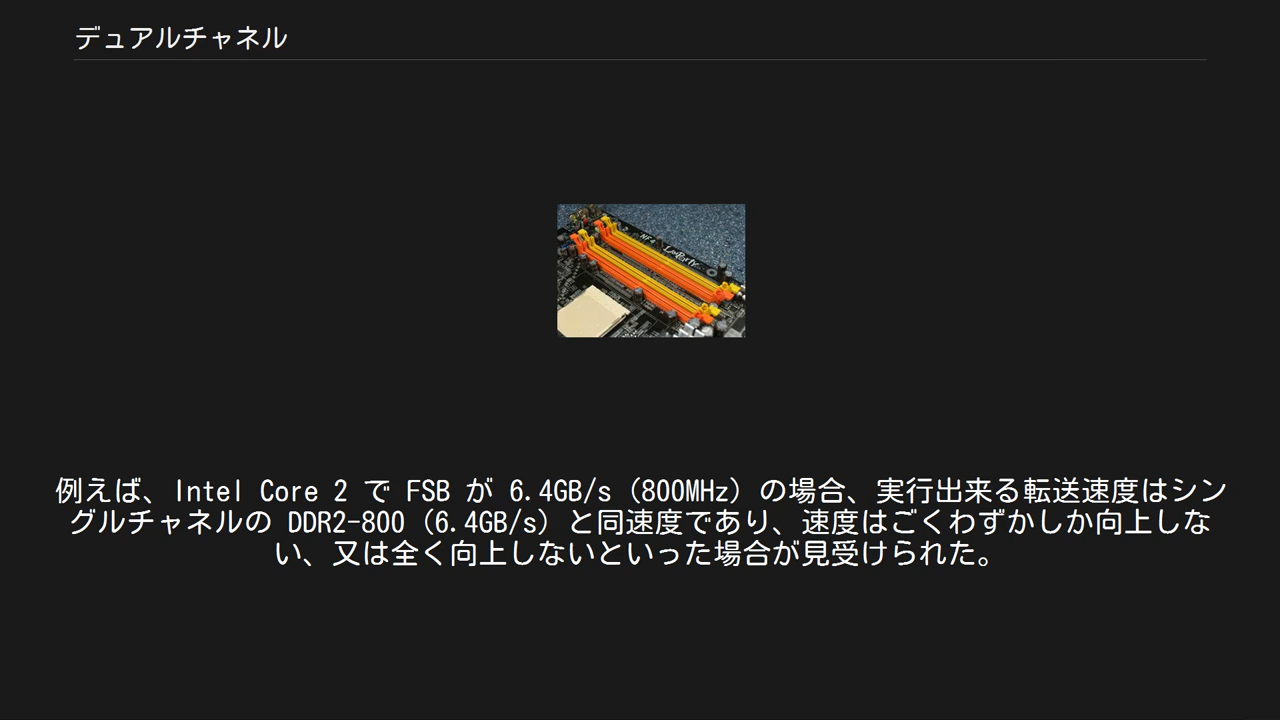 デュアルチャネル
例えば、Intel Core 2 で FSB が 6.4GB/s（800MHz）の場合、実行出来る転送速度はシン
グルチャネルの DDR2-800（6.4GB/s）と同速度であり、速度はごくわずかしか向上しな
い、又は全く向上しないといった場合が見受けられた。